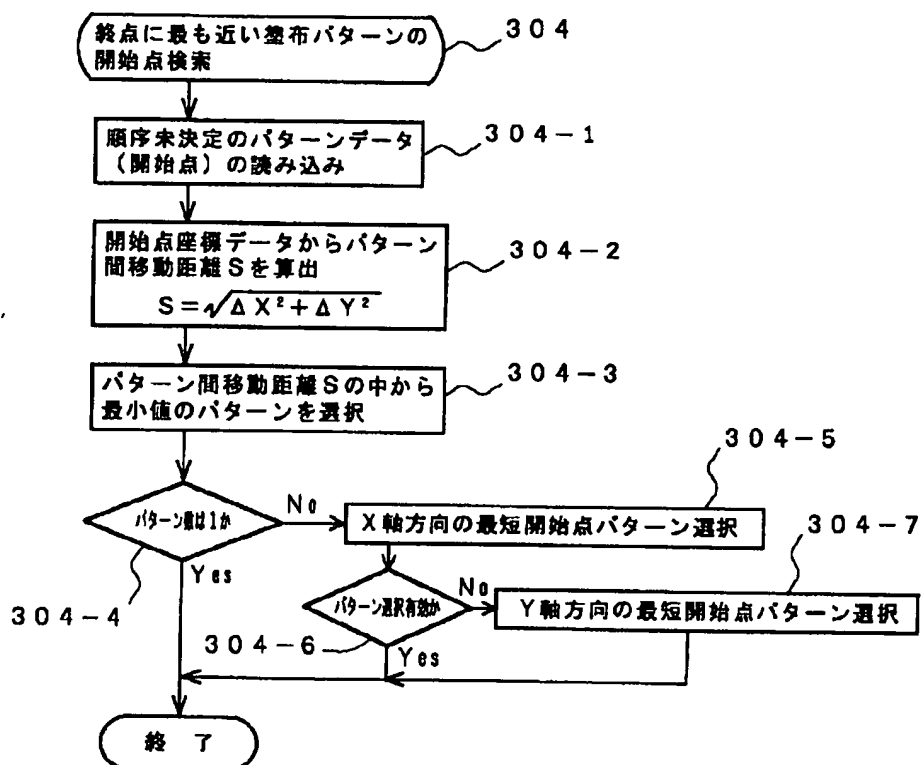 終点に最も近い塗布パターンの
開始点検索
304
順序未決定のパターンデータ
(開始点)の読み込み
304-1
開始点座標データからパターン
間移動距離Sを算出
S=√ΔX²+ΔY²
304-2
パターン間移動距離Sの中から
最小値のパターンを選択
304-3
パターン数は1か
No
Yes
304-4
X軸方向の最短開始点パターン選択
304-5
パターン選択有効か
No
Yes
304-6
Y軸方向の最短開始点パターン選択
304-7
終 了